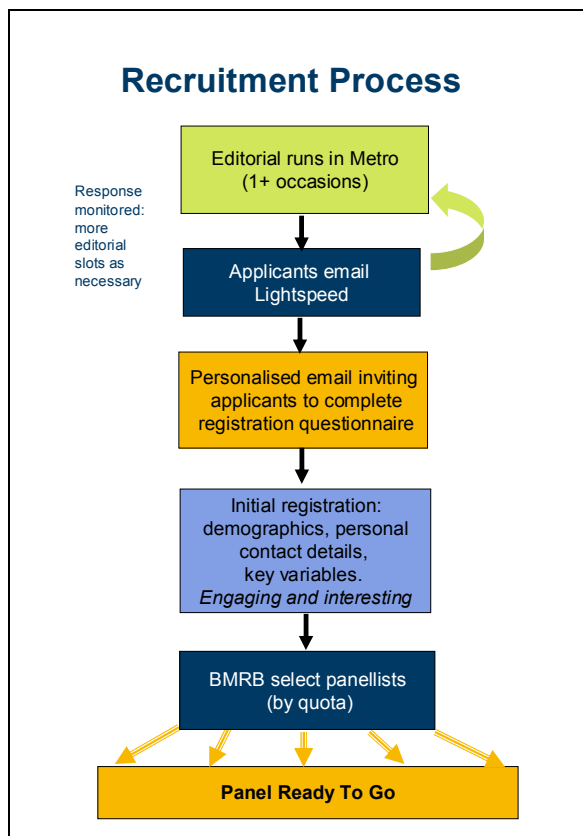 Recruitment Process
Editorial runs in Metro
(1+ occasions)
Response
monitored:
more
editorial
slots as
necessary
Applicants email
Lightspeed
Personalised email inviting
applicants to complete
registration questionnaire
Initial registration:
demographics, personal
contact details,
key variables.
Engaging and interesting
BMRB select panellists
(by quota)
Panel Ready To Go